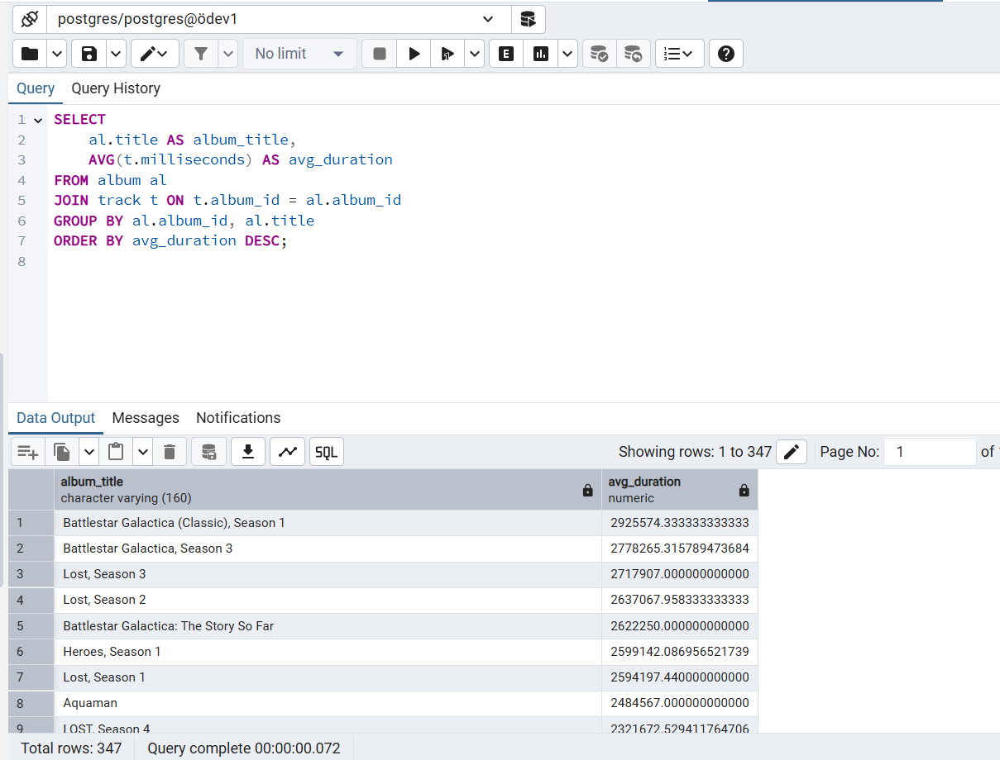 postgres/postgres@ödev1
No limit
E
Query Query History
1 SELECT
2 al.title AS album_title,
3 AVG(t.milliseconds) AS avg_duration
4 FROM album al
5 JOIN track t ON t.album_id = al.album_id
6 GROUP BY al.album_id, al.title
7 ORDER BY avg_duration DESC;
8
Data Output Messages Notifications
SQL Showing rows: 1 to 347 Page No: 1 of
album_title avg_duration
character varying (160) numeric
1 Battlestar Galactica (Classic), Season 1 2925574.333333333333
2 Battlestar Galactica, Season 3 2778265.315789473684
3 Lost, Season 3 2717907.000000000000
4 Lost, Season 2 2637067.958333333333
5 Battlestar Galactica: The Story So Far 2622250.000000000000
6 Heroes, Season 1 2599142.086956521739
7 Lost, Season 1 2594197.440000000000
8 Aquaman 2484567.000000000000
9 LOST, Season 4 2321672.529411764706
Total rows: 347 Query complete 00:00:00.072